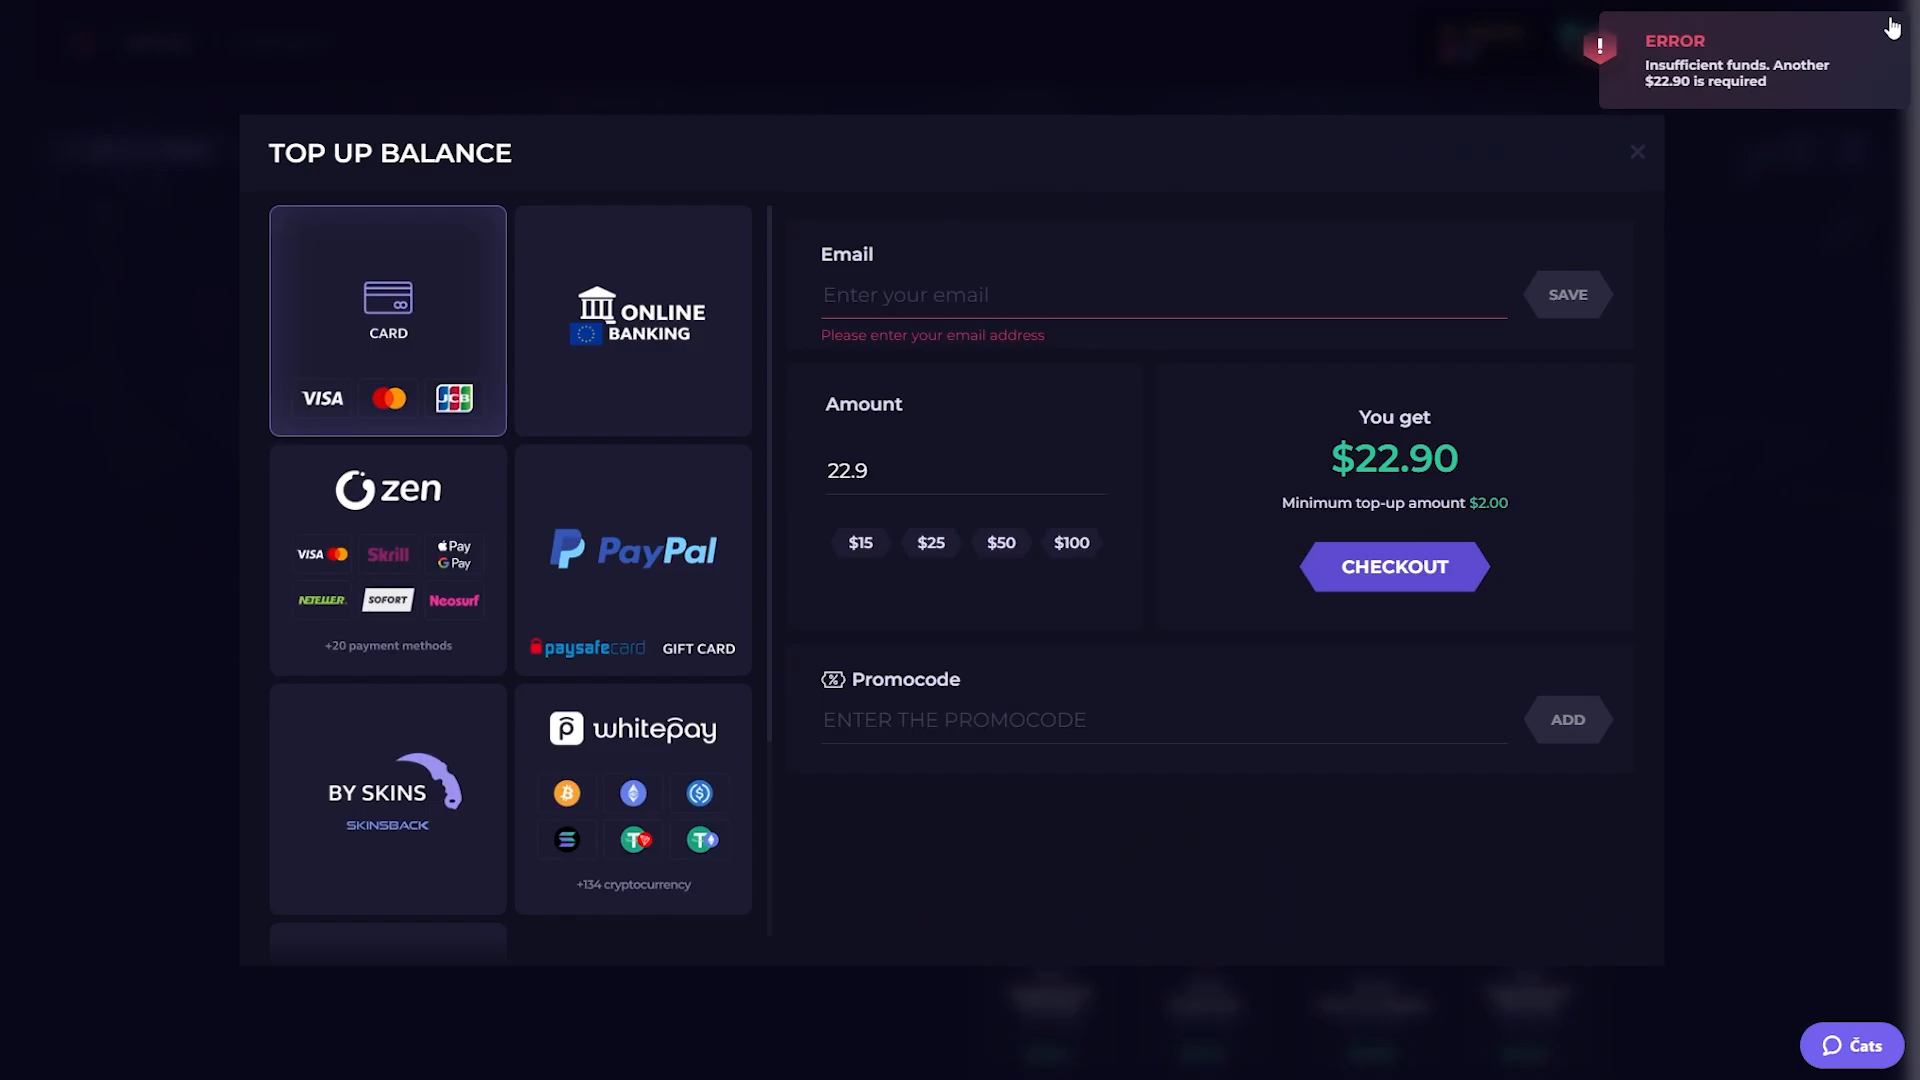 ERROR
Insufficient funds. Another
$22.90 is required
TOP UP BALANCE
CARD
VISA
JCB
ONLINE
BANKING
zen
VISA
Skrill
Pay
G Pay
NETELLER
SOFORT
Neosurf
+20 payment methods
PayPal
paysafecard
GIFT CARD
BY SKINS
SKINSBACK
whitepay
+134 cryptocurrency
Email
Enter your email
SAVE
Please enter your email address
Amount
22.9
$15
$25
$50
$100
You get
$22.90
Minimum top-up amount $2.00
CHECKOUT
Promocode
ENTER THE PROMOCODE
ADD
Čats